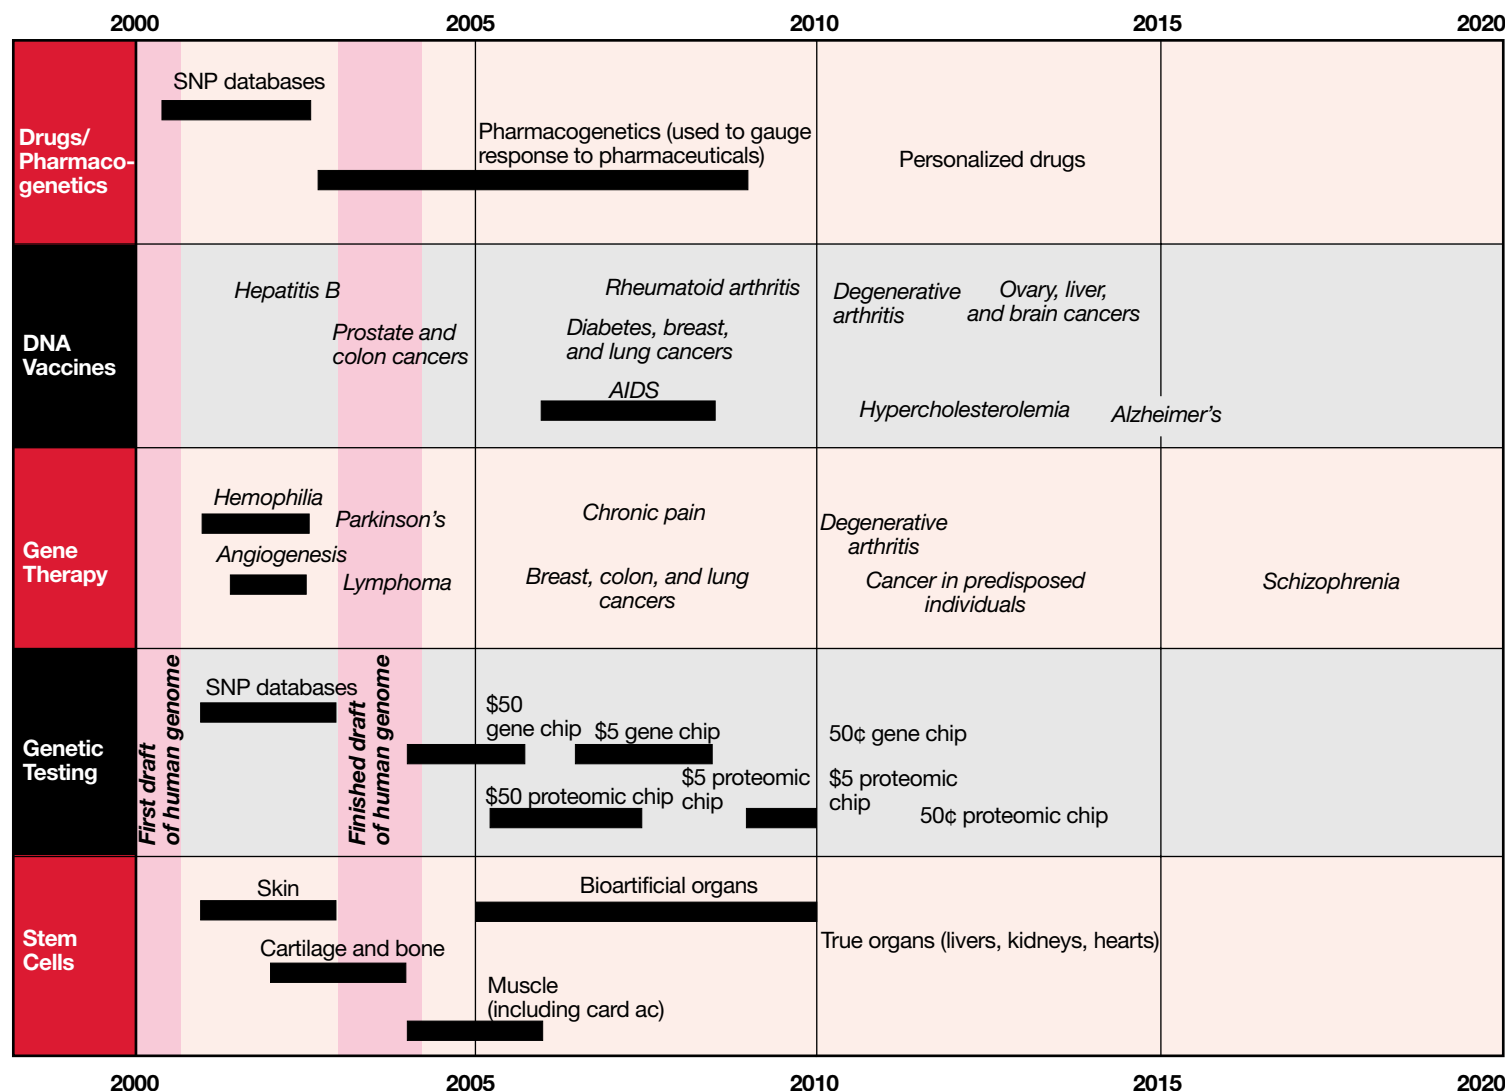 2000 2005 2010 2015 2020
Drugs/
Pharmaco-
genetics
SNP databases
Pharmacogenetics (used to gauge
response to pharmaceuticals)
Personalized drugs
DNA
Vaccines
Hepatitis B
Prostate and
colon cancers
Rheumatoid arthritis
Diabetes, breast,
and lung cancers
AIDS
Degenerative
arthritis
Ovary, liver,
and brain cancers
Hypercholesterolemia
Alzheimer’s
Gene
Therapy
Hemophilia
Parkinson’s
Angiogenesis
Lymphoma
Chronic pain
Breast, colon, and lung
cancers
Degenerative
arthritis
Cancer in predisposed
individuals
Schizophrenia
Genetic
Testing
First draft
of human genome
SNP databases
Finished draft
of human genome
$50
gene chip
$5 gene chip
50¢ gene chip
$50 proteomic chip
$5 proteomic
chip
$5 proteomic
chip
50¢ proteomic chip
Stem
Cells
Skin
Cartilage and bone
Muscle
(including card ac)
Bioartificial organs
True organs (livers, kidneys, hearts)
2000 2005 2010 2015 2020